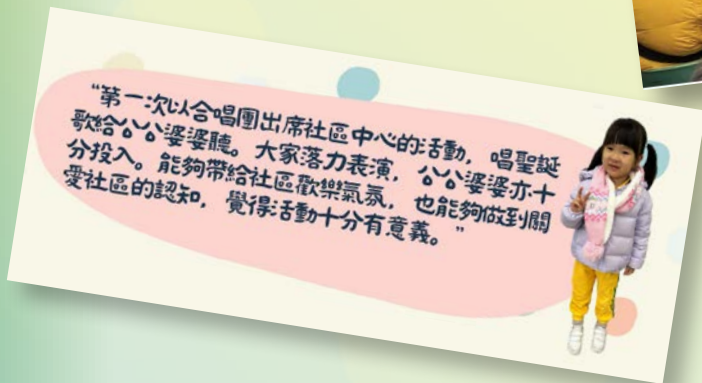 “第一次以合唱團出席社區中心的活動，唱聖誕
歌給公公婆婆聽。大家落力表演，公公婆婆亦十
分投入。能夠帶給社區歡樂氣氛，也能夠做到關
愛社區的認知，覺得活動十分有意義。”